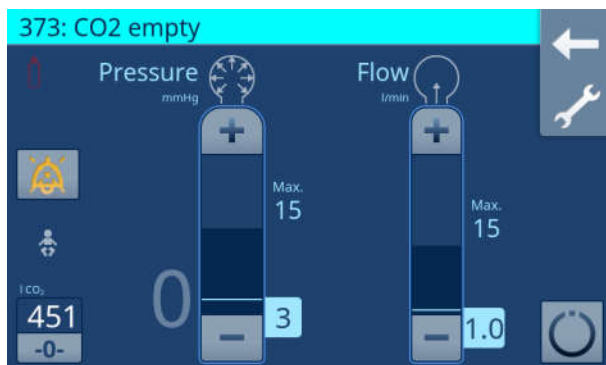 373: CO2 empty
Pressure
mmHg
Flow
l/min
+
+
Max.
15
Max.
15
l CO₂
451
-0-
0
3
1.0
−
−